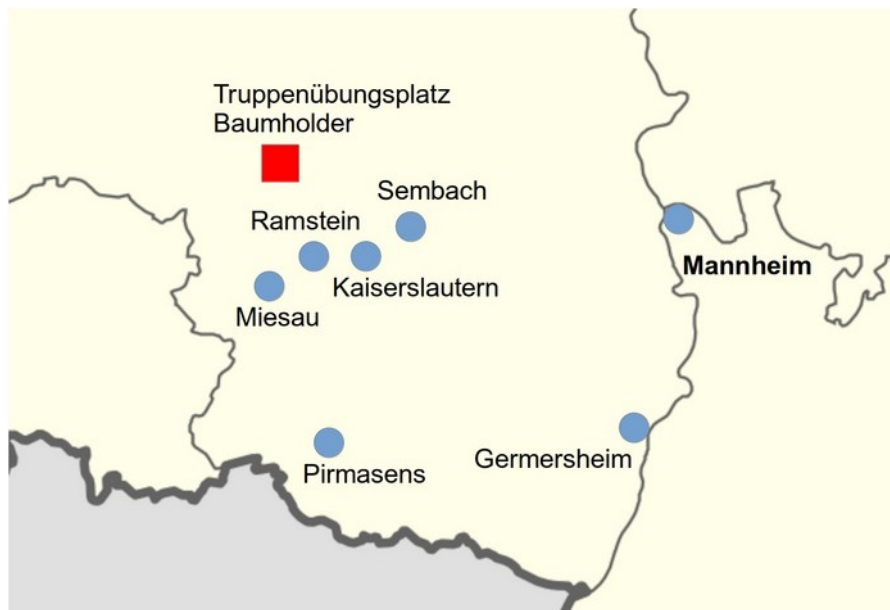 Truppenübungsplatz
Baumholder
Sembach
Ramstein
Kaiserslautern
Mannheim
Miesau
Germersheim
Pirmasens